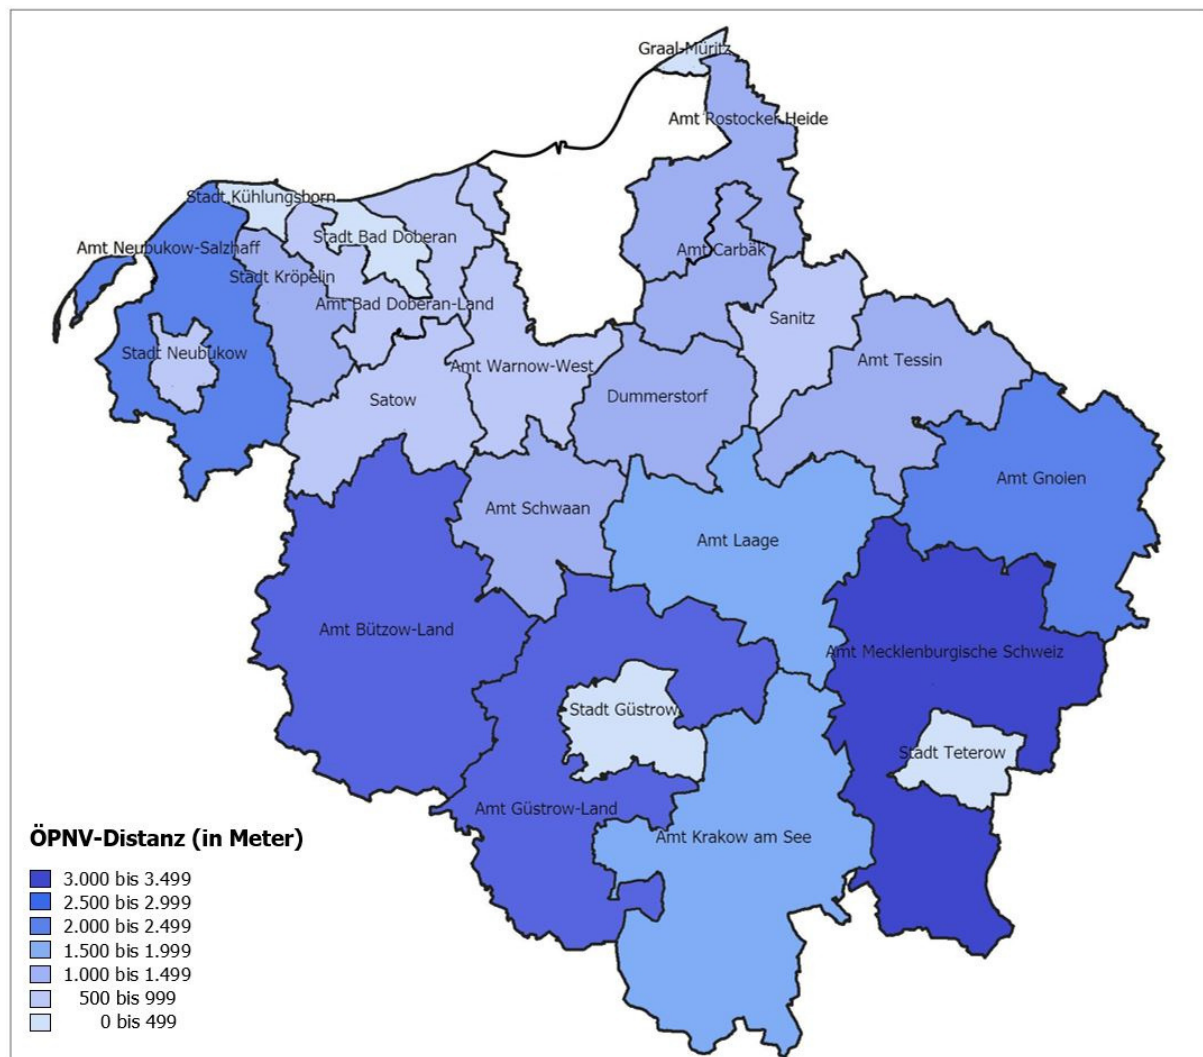 Graal-Müritz
Amt Rostocker Heide
Stadt Kühlungsborn
Stadt Bad Doberan
Amt Neubukow-Salzhaff
Amt Carbäk
Stadt Kröpelin
Amt Bad Doberan-Land
Sanitz
Stadt Neubukow
Amt Warnow-West
Amt Tessin
Satow
Dummerstorf
Amt Gnoien
Amt Schwaan
Amt Laage
Amt Bützow-Land
Amt Mecklenburgische Schweiz
Stadt Güstrow
Stadt Teterow
Amt Güstrow-Land
Amt Krakow am See
ÖPNV-Distanz (in Meter)
3.000 bis 3.499
2.500 bis 2.999
2.000 bis 2.499
1.500 bis 1.999
1.000 bis 1.499
500 bis 999
0 bis 499